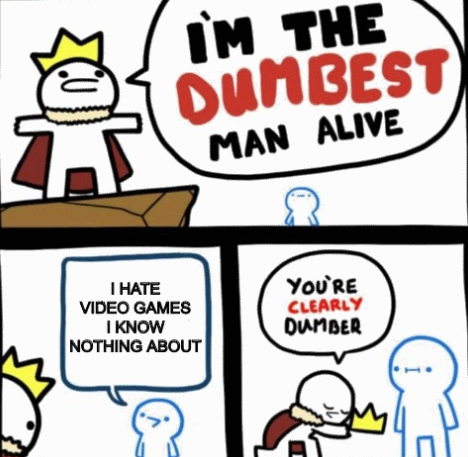 I'M THE
DUMBEST
MAN ALIVE
I HATE
VIDEO GAMES
I KNOW
NOTHING ABOUT
YOU'RE
CLEARLY
DUMBER